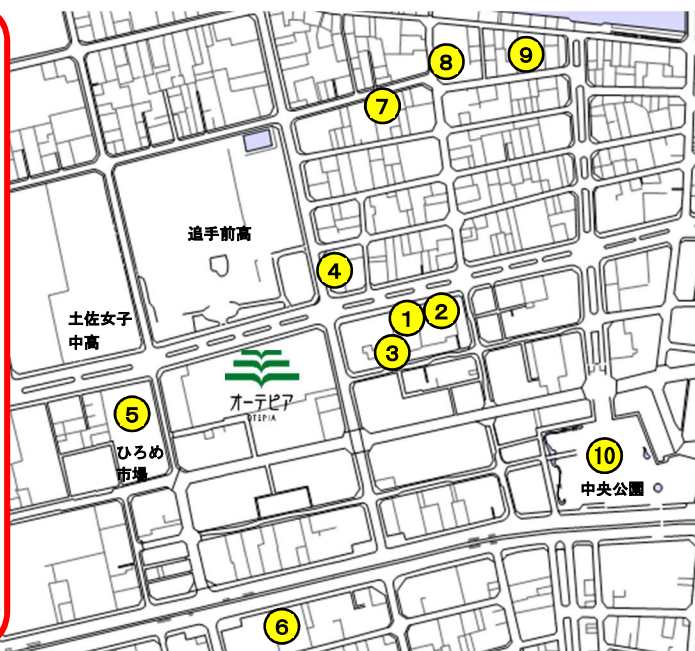 ⑧
⑨
⑦
追手前高
④
土佐女子
中高
①
②
③
オーテピア
OTEPIA
⑤
ひろめ
市場
⑩
中央公園
⑥